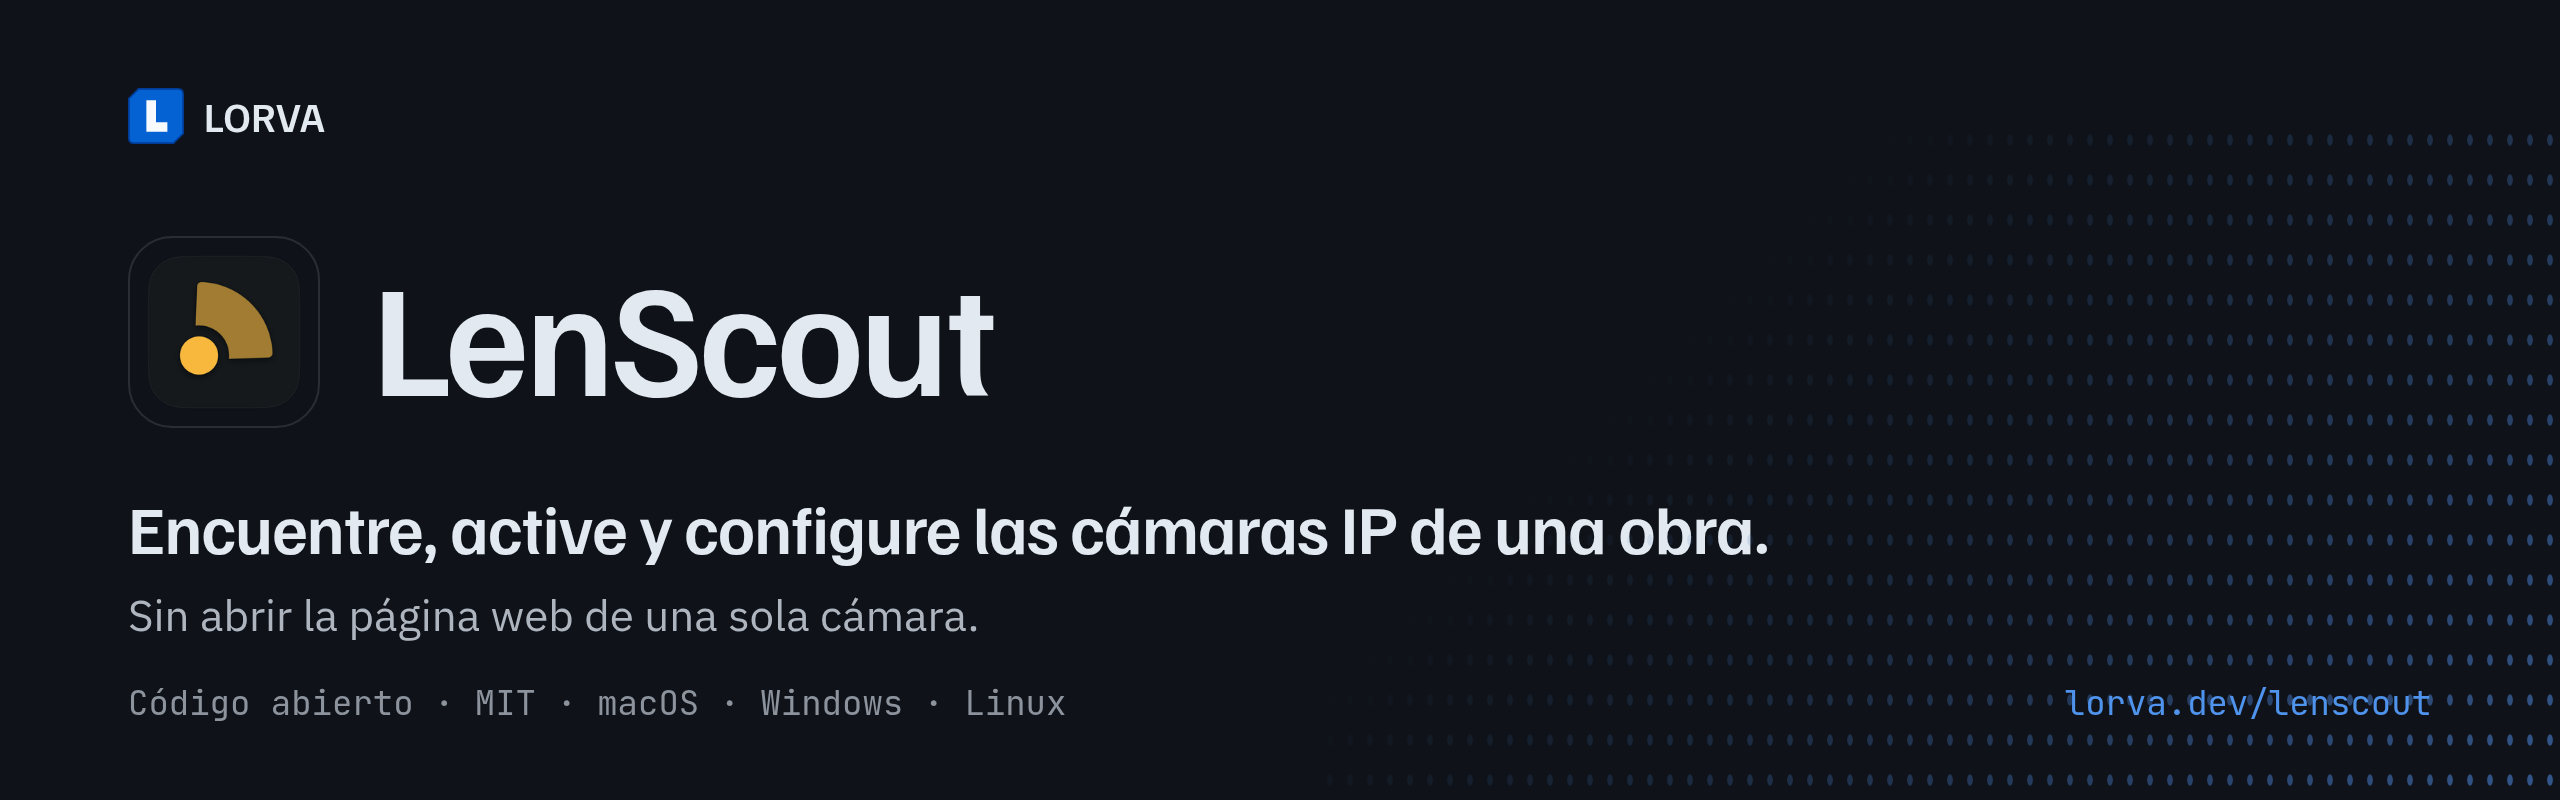 L LORVA
LenScout
Encuentre, active y configure las cámaras IP de una obra.
Sin abrir la página web de una sola cámara.
Código abierto · MIT · macOS · Windows · Linux
lorva.dev/lenscout